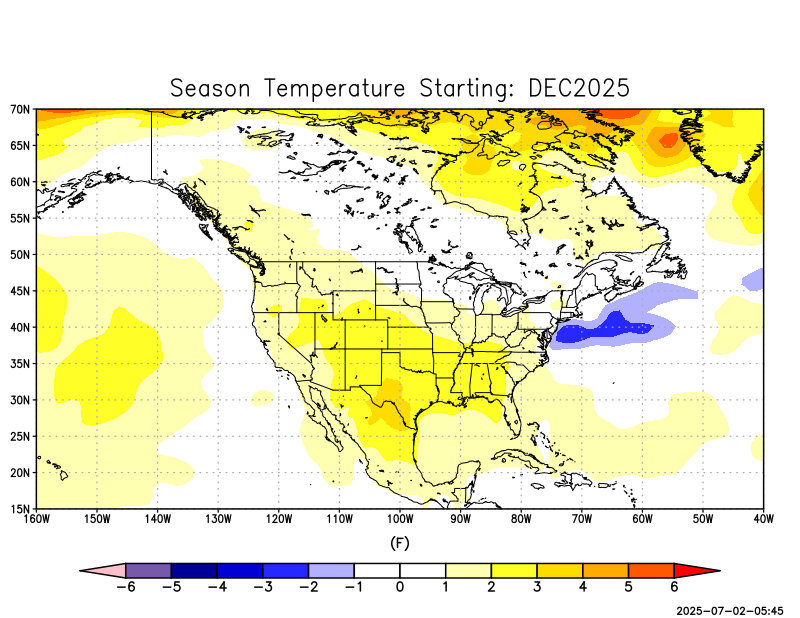 Season Temperature Starting: DEC2025
70N
65N
60N
55N
50N
45N
40N
35N
30N
25N
20N
15N
160W 150W 140W 130W 120W 110W 100W 90W 80W 70W 60W 50W 40W
(F)
−6 −5 −4 −3 −2 −1 0 1 2 3 4 5 6
2025-07-02-05:45